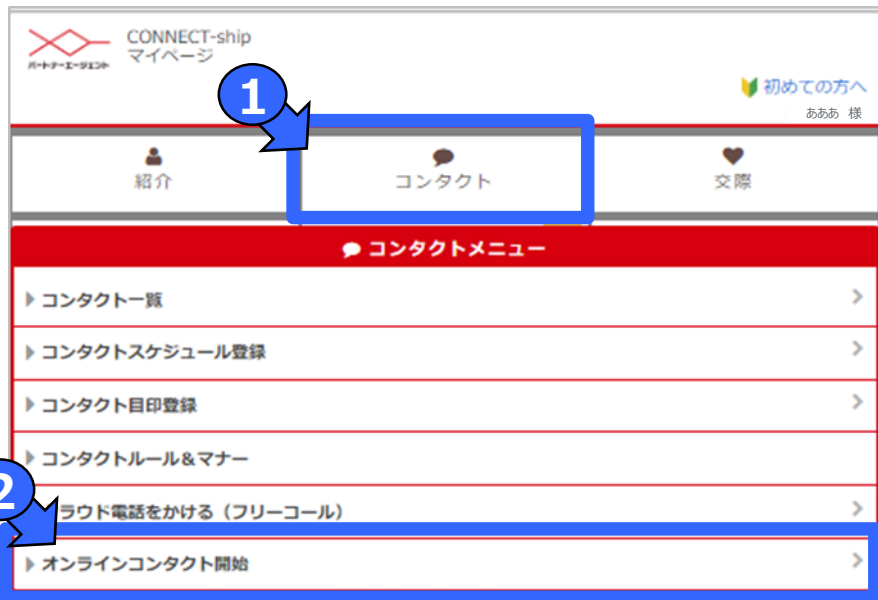 CONNECT-ship
マイページ
パートナーエージェント
1
初めての方へ
あああ 様
紹介
コンタクト
交際
コンタクトメニュー
コンタクト一覧
コンタクトスケジュール登録
コンタクト目印登録
コンタクトルール&マナー
2
ラウド電話をかける(フリーコール)
オンラインコンタクト開始